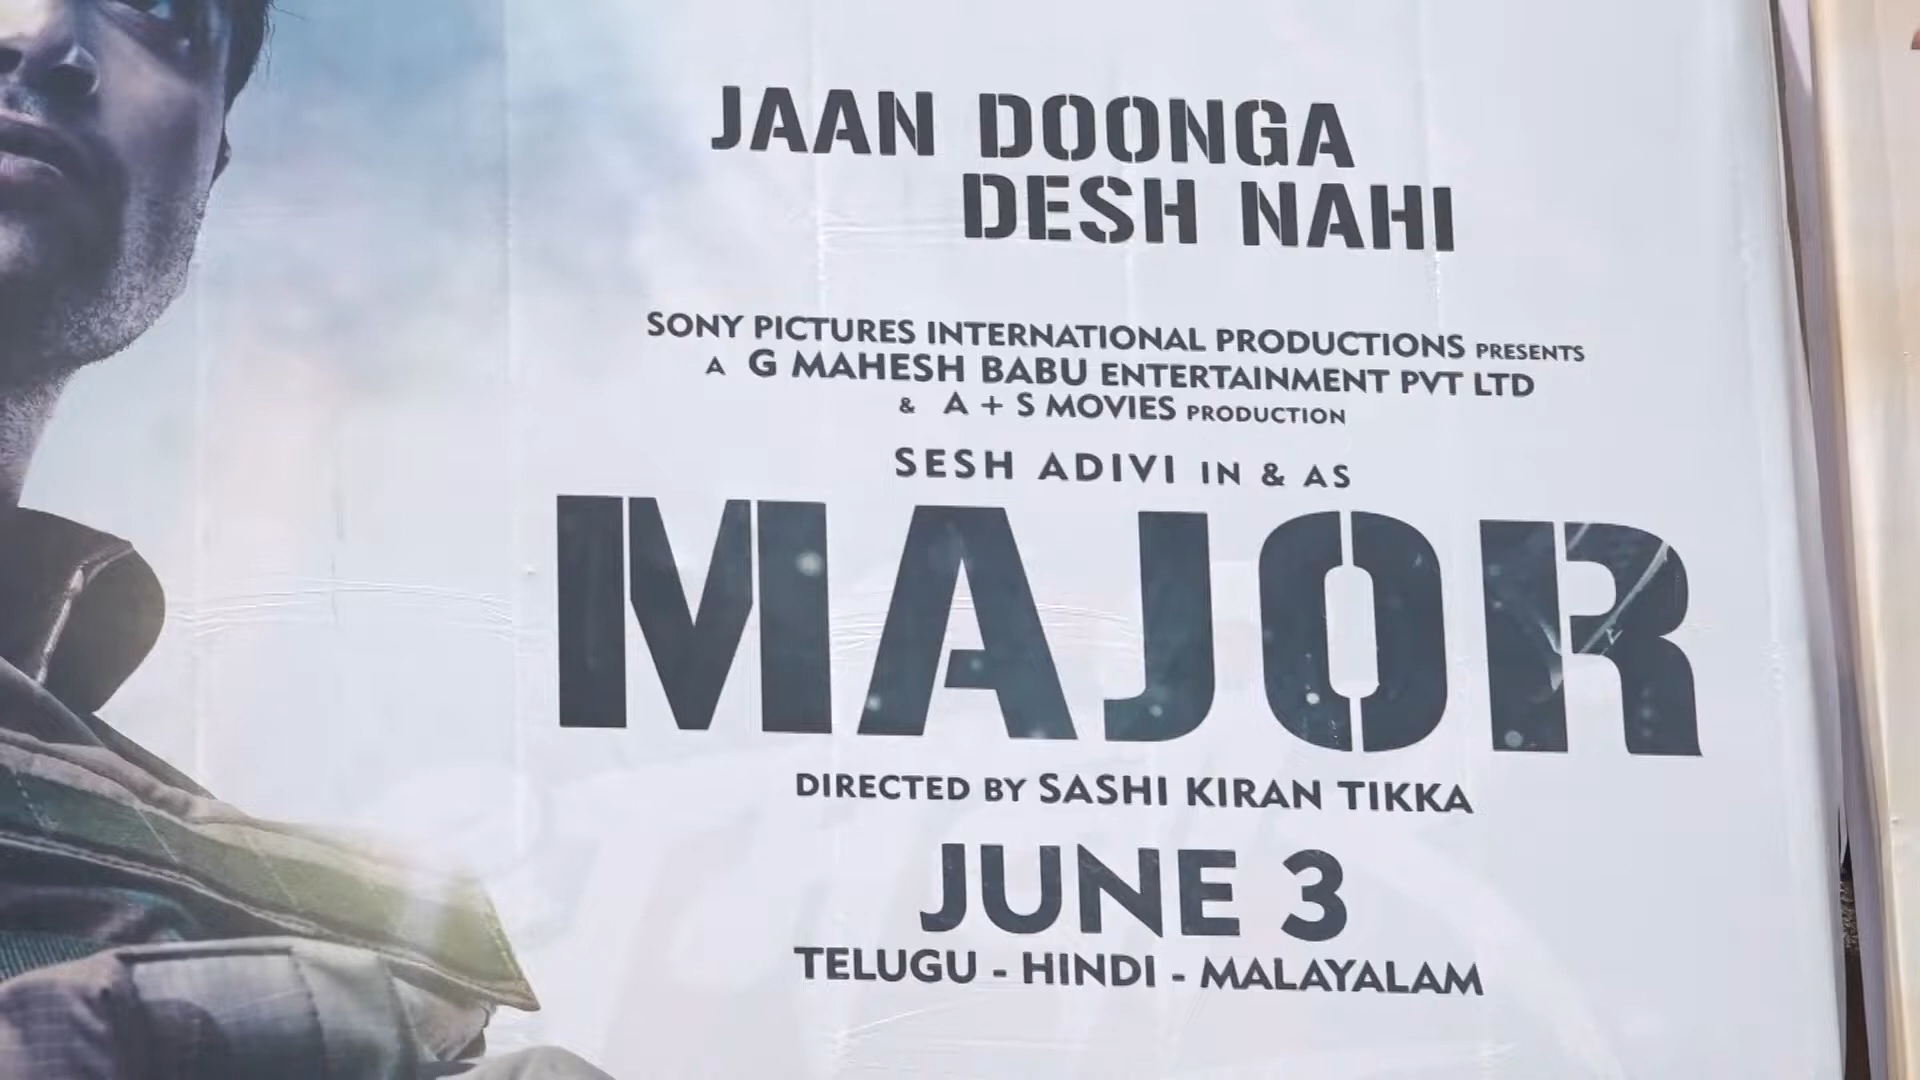 JAAN DOONGA
DESH NAHI
SONY PICTURES INTERNATIONAL PRODUCTIONS PRESENTS
A G MAHESH BABU ENTERTAINMENT PVT LTD
& A + S MOVIES PRODUCTION
SESH ADIVI IN & AS
MAJOR
DIRECTED BY SASHI KIRAN TIKKA
JUNE 3
TELUGU - HINDI - MALAYALAM